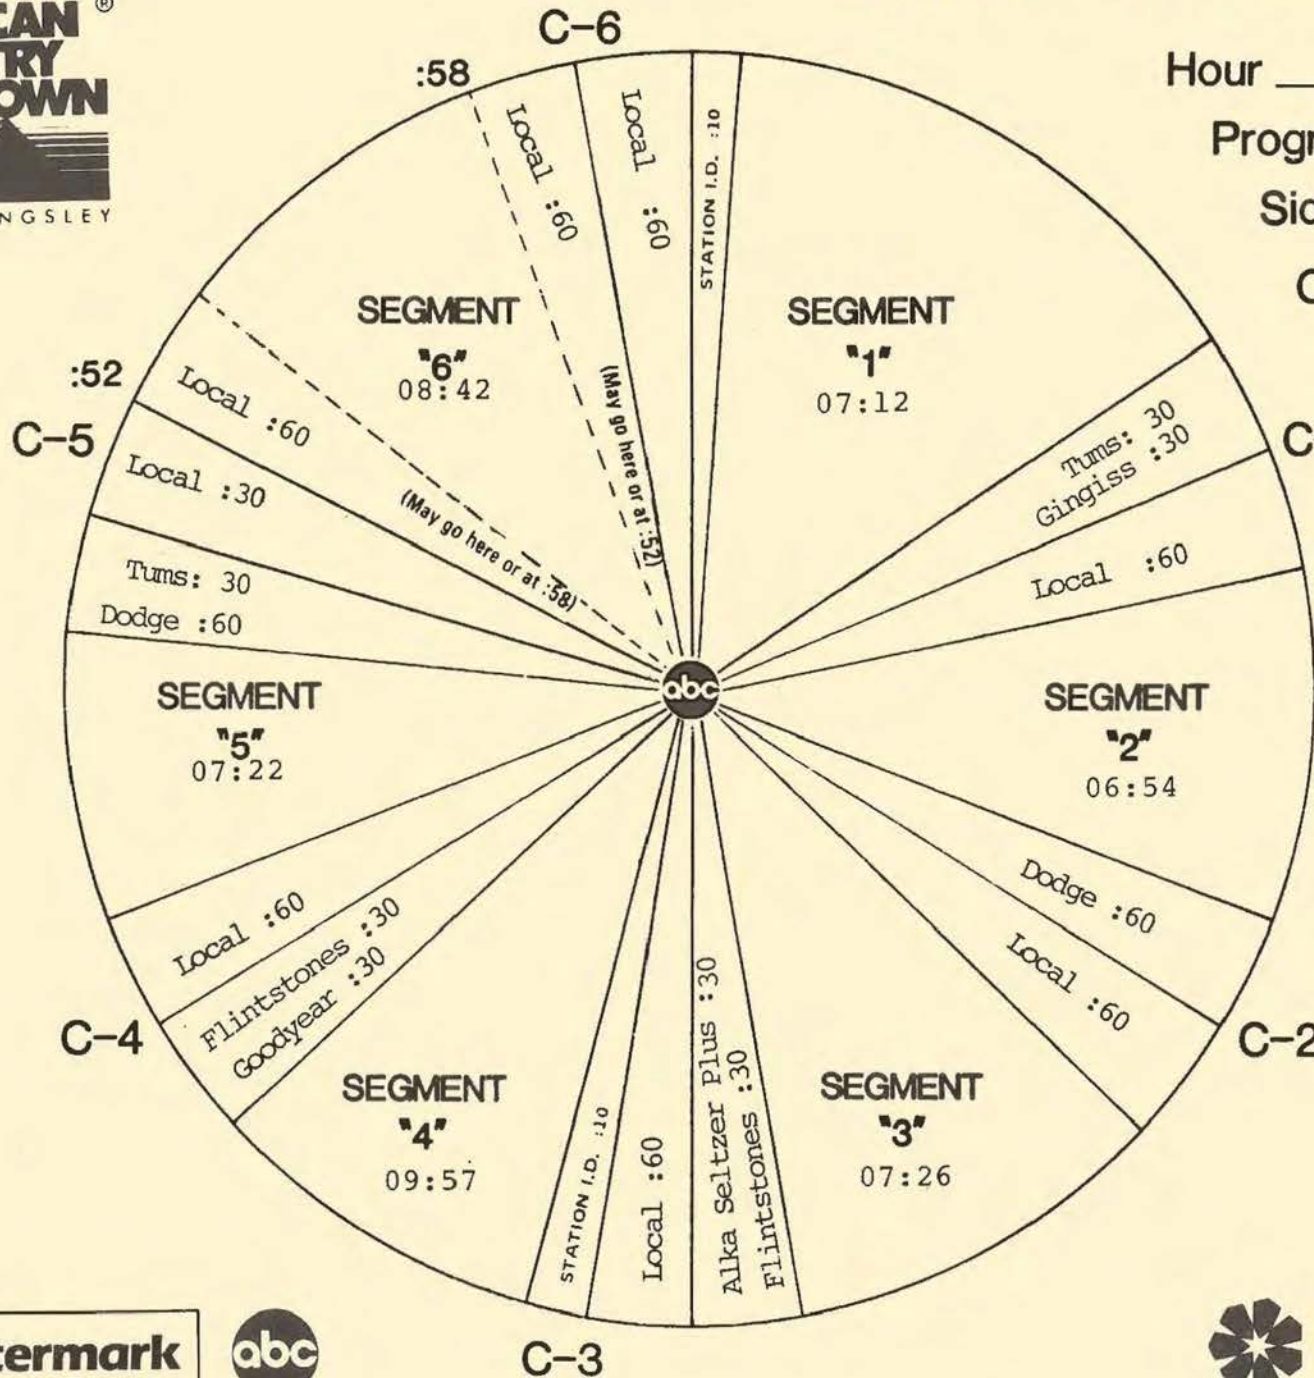 C-6
:58
Hour
Local :60
Local :60
STATION I.D. :10
SEGMENT
"6"
08:42
(May go here or at :52)
SEGMENT
"1"
07:12
:52
C-5
Local :60
(May go here or at :58)
Local :30
Tums: 30
Dodge :60
Tums: 30
Gingiss :30
Local :60
abc
SEGMENT
"5"
07:22
SEGMENT
"2"
06:54
Local :60
Flintstones :30
Goodyear :30
C-4
Dodge :60
Local :60
C-2
SEGMENT
"4"
09:57
STATION I.D. :10
Local :60
Alka Seltzer Plus :30
Flintstones :30
SEGMENT
"3"
07:26
abc
C-3